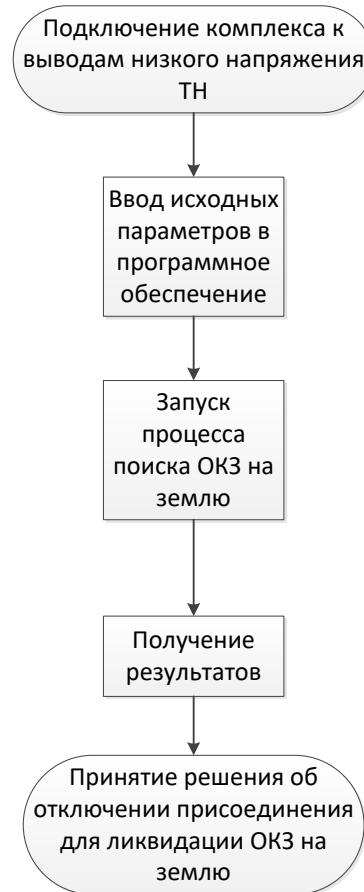 Подключение комплекса к
выводам низкого напряжения
ТН
Ввод исходных
параметров в
программное
обеспечение
Запуск
процесса
поиска ОКЗ на
землю
Получение
результатов
Принятие решения об
отключении присоединения
для ликвидации ОКЗ на
землю